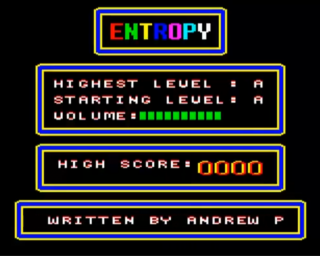 ENTROPY
HIGHEST LEVEL : A
STARTING LEVEL: A
VOLUME:
HIGH SCORE: 0000
WRITTEN BY ANDREW P